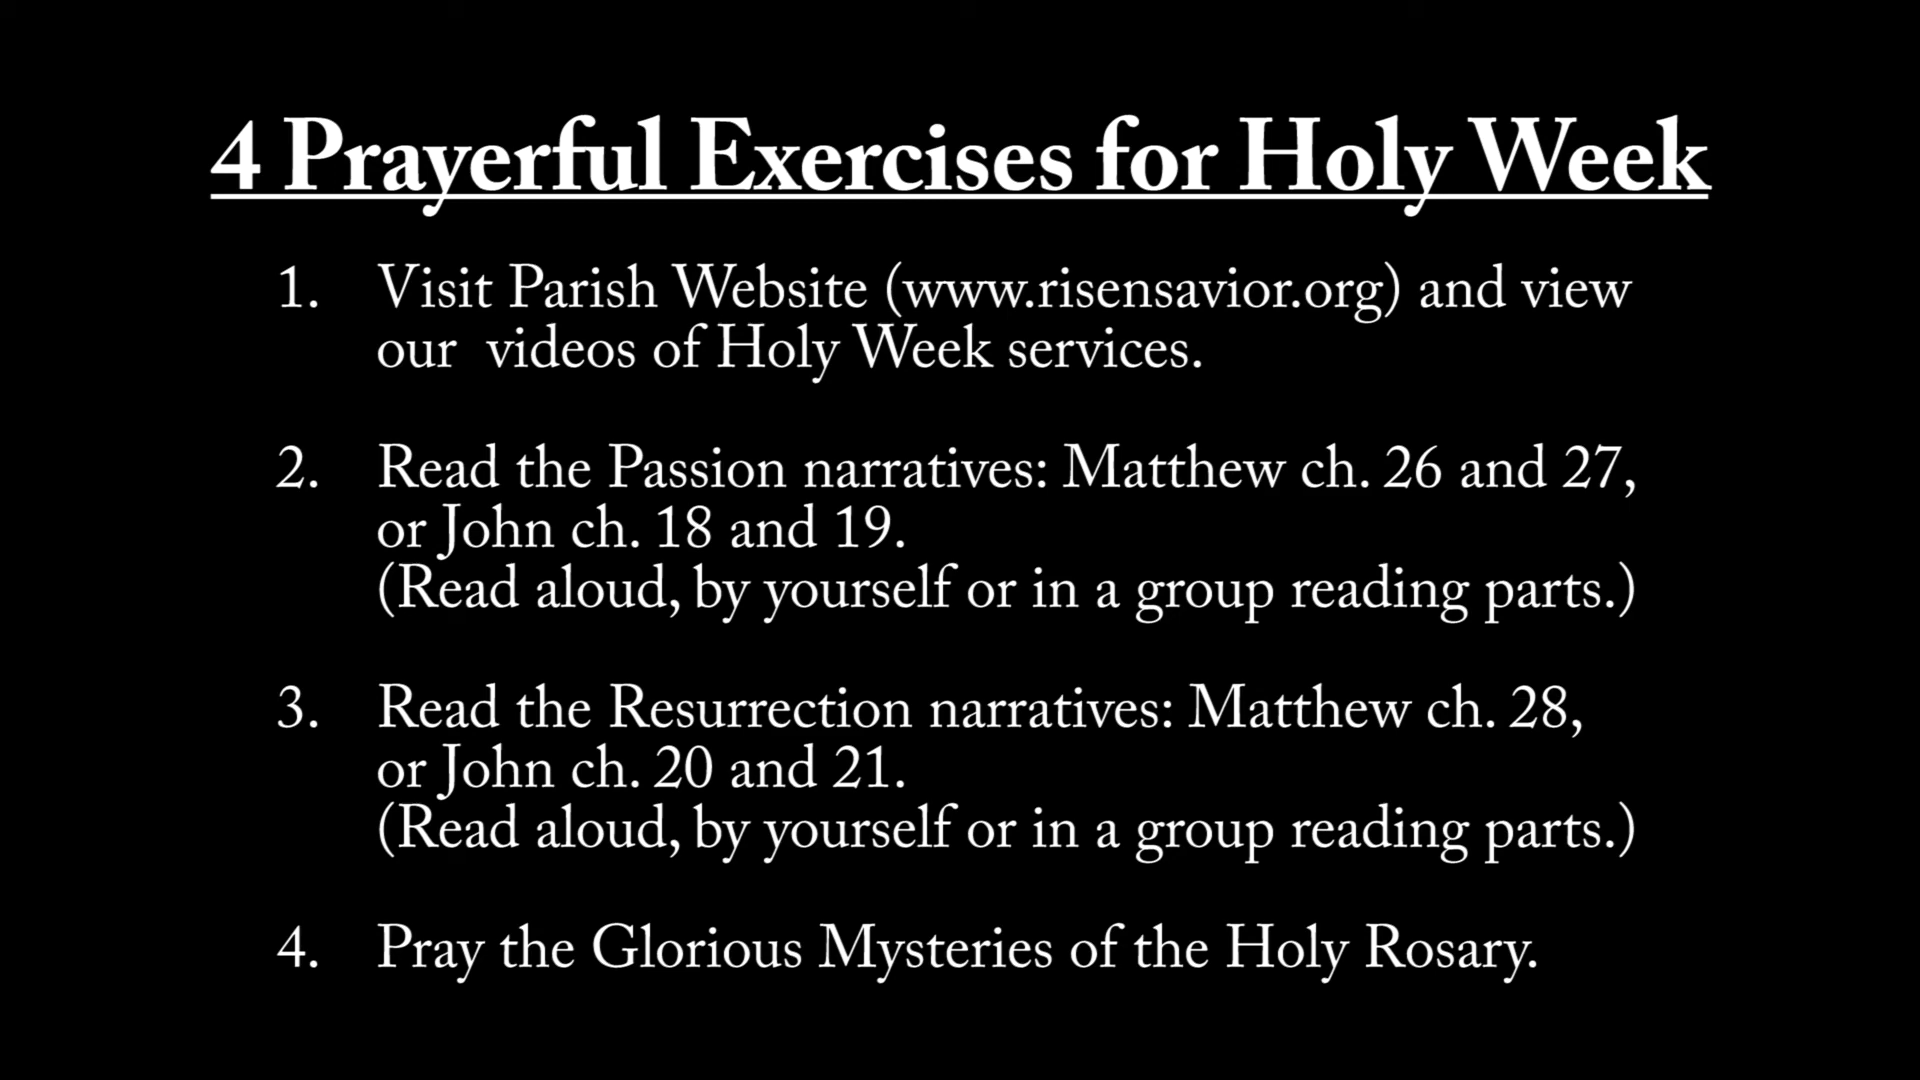 4 Prayerful Exercises for Holy Week
1. Visit Parish Website (www.risensavior.org) and view
our  videos of Holy Week services.
2. Read the Passion narratives: Matthew ch. 26 and 27,
or John ch. 18 and 19.
(Read aloud, by yourself or in a group reading parts.)
3. Read the Resurrection narratives: Matthew ch. 28,
or John ch. 20 and 21.
(Read aloud, by yourself or in a group reading parts.)
4. Pray the Glorious Mysteries of the Holy Rosary.